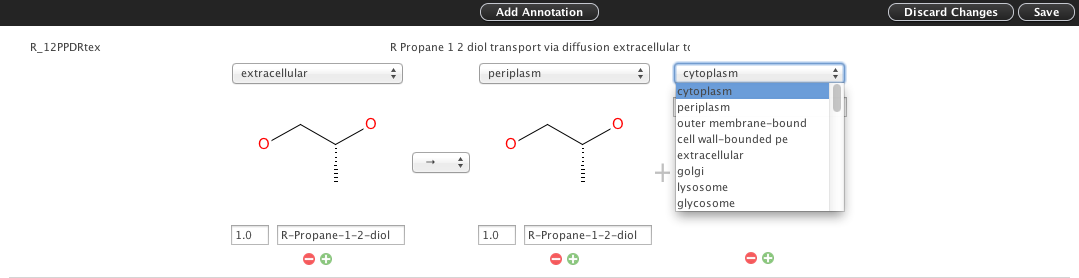 Add Annotation Discard Changes Save
R_12PPDRtex R Propane 1 2 diol transport via diffusion extracellular to
extracellular periplasm cytoplasm
cytoplasm
periplasm
outer membrane-bound
cell wall-bounded pe
extracellular
golgi
lysosome
glycosome
O O → O O +
1.0 R-Propane-1-2-diol 1.0 R-Propane-1-2-diol